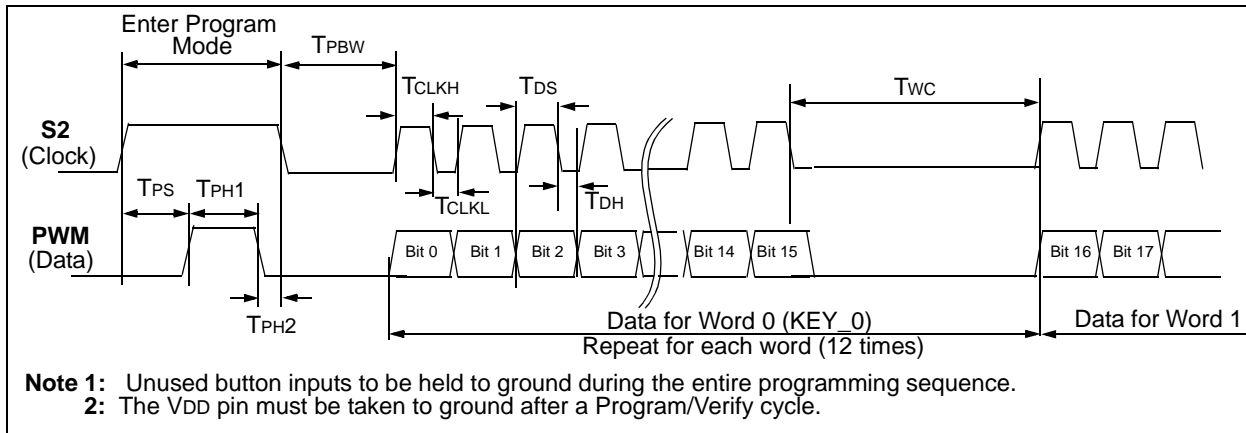 Enter Program
Mode
TPBW
TCLKH
TDS
TWC
S2
(Clock)
TPS
TPH1
TCLKL
TDH
PWM
(Data)
Bit 0
Bit 1
Bit 2
Bit 3
Bit 14
Bit 15
Bit 16
Bit 17
TPH2
Data for Word 0 (KEY_0)
Data for Word 1
Repeat for each word (12 times)
Note 1: Unused button inputs to be held to ground during the entire programming sequence.
2: The VDD pin must be taken to ground after a Program/Verify cycle.